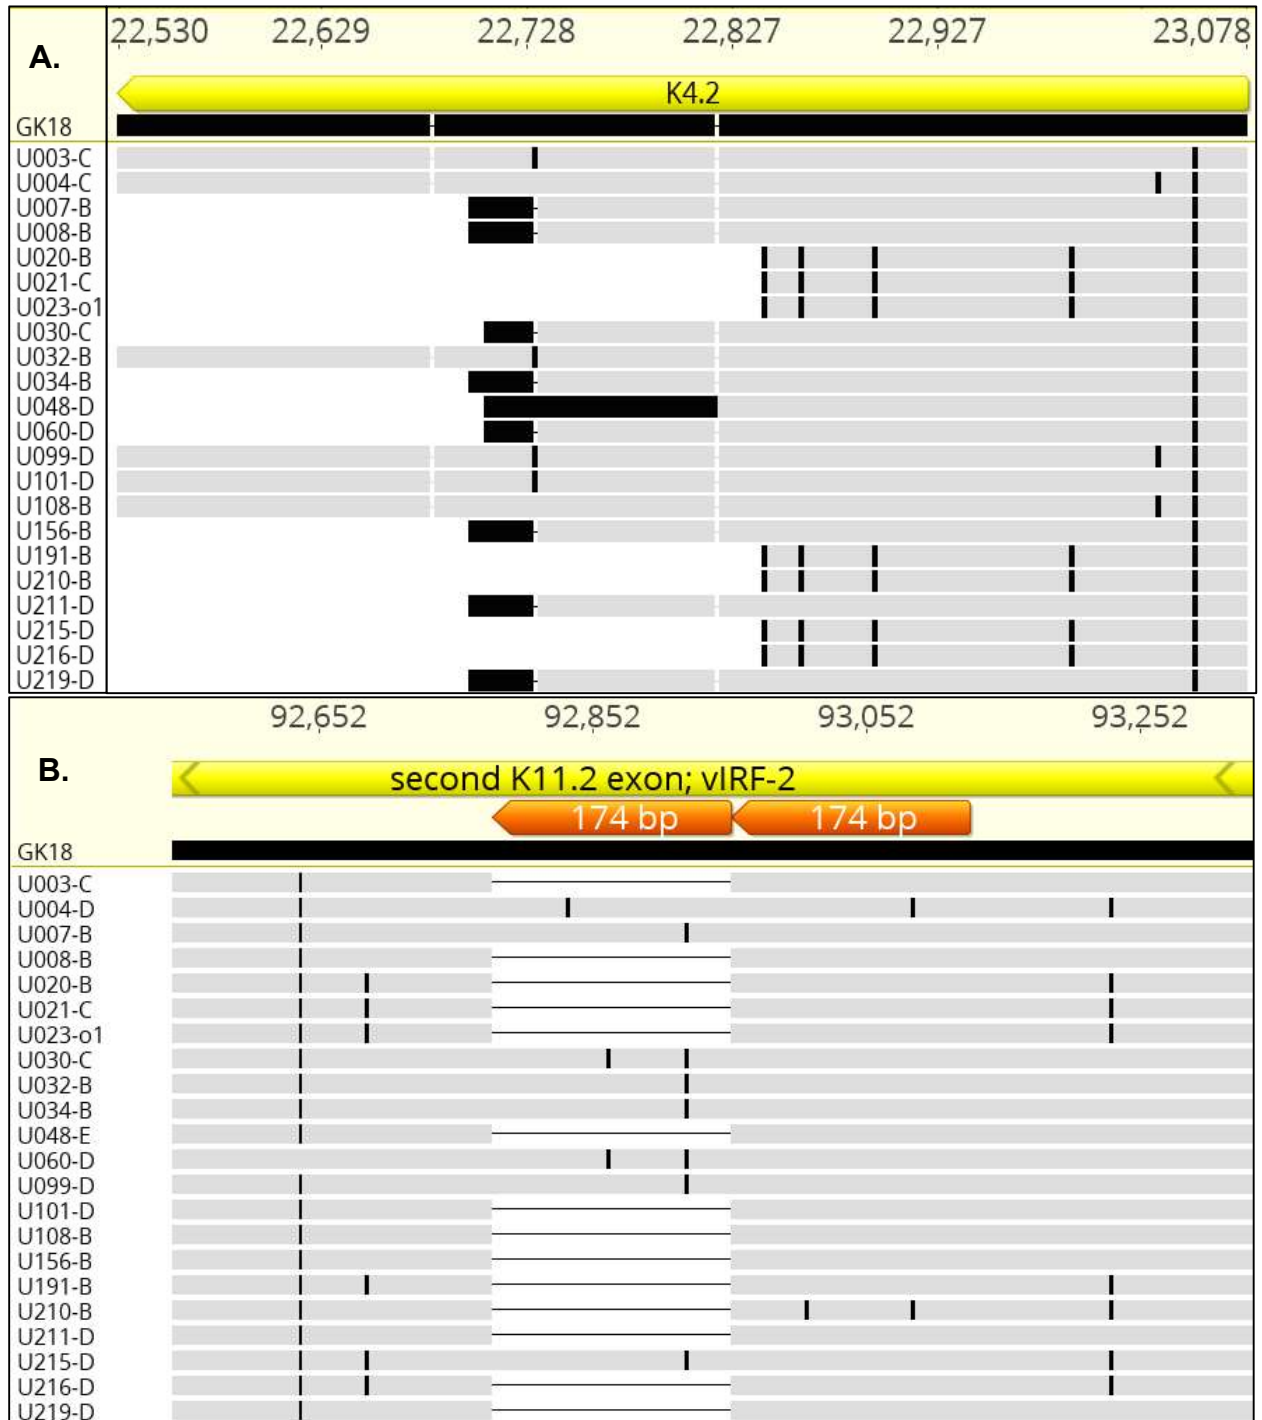 22,530 22,629 22,728 22,827 22,927 23,078
A.
K4.2
GK18
U003-C
U004-C
U007-B
U008-B
U020-B
U021-C
U023-o1
U030-C
U032-B
U034-B
U048-D
U060-D
U099-D
U101-D
U108-B
U156-B
U191-B
U210-B
U211-D
U215-D
U216-D
U219-D
92,652 92,852 93,052 93,252
B.
second K11.2 exon; vIRF-2
174 bp 174 bp
GK18
U003-C
U004-D
U007-B
U008-B
U020-B
U021-C
U023-o1
U030-C
U032-B
U034-B
U048-E
U060-D
U099-D
U101-D
U108-B
U156-B
U191-B
U210-B
U211-D
U215-D
U216-D
U219-D